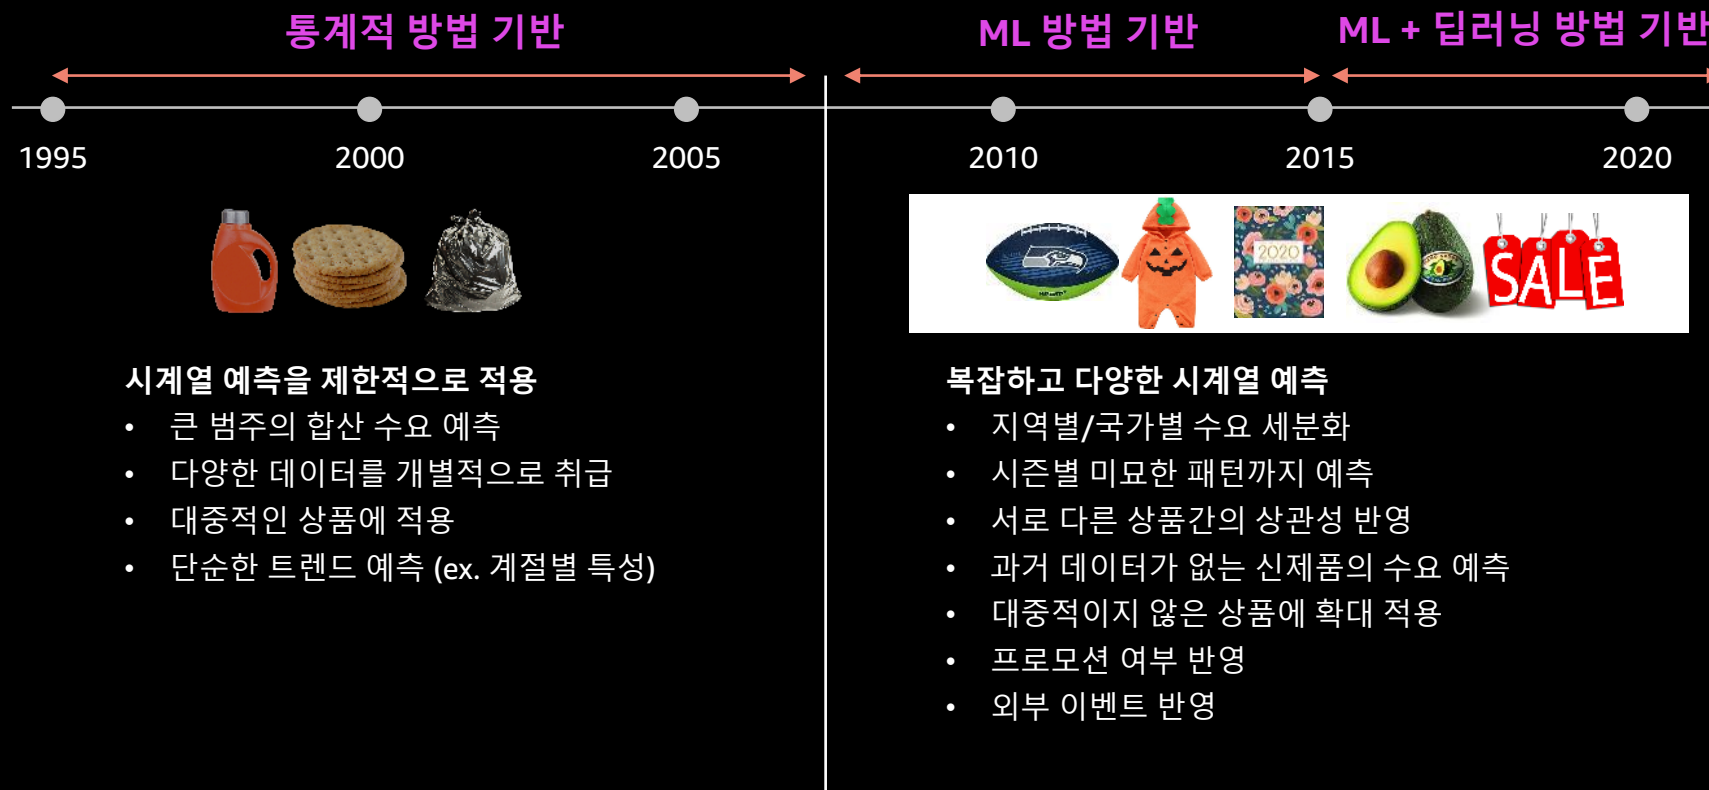 통계적 방법 기반
ML 방법 기반
ML + 딥러닝 방법 기반
1995
2000
2005
2010
2015
2020
2020
SALE
시계열 예측을 제한적으로 적용
• 큰 범주의 합산 수요 예측
• 다양한 데이터를 개별적으로 취급
• 대중적인 상품에 적용
• 단순한 트렌드 예측 (ex. 계절별 특성)
복잡하고 다양한 시계열 예측
• 지역별/국가별 수요 세분화
• 시즌별 미묘한 패턴까지 예측
• 서로 다른 상품간의 상관성 반영
• 과거 데이터가 없는 신제품의 수요 예측
• 대중적이지 않은 상품에 확대 적용
• 프로모션 여부 반영
• 외부 이벤트 반영